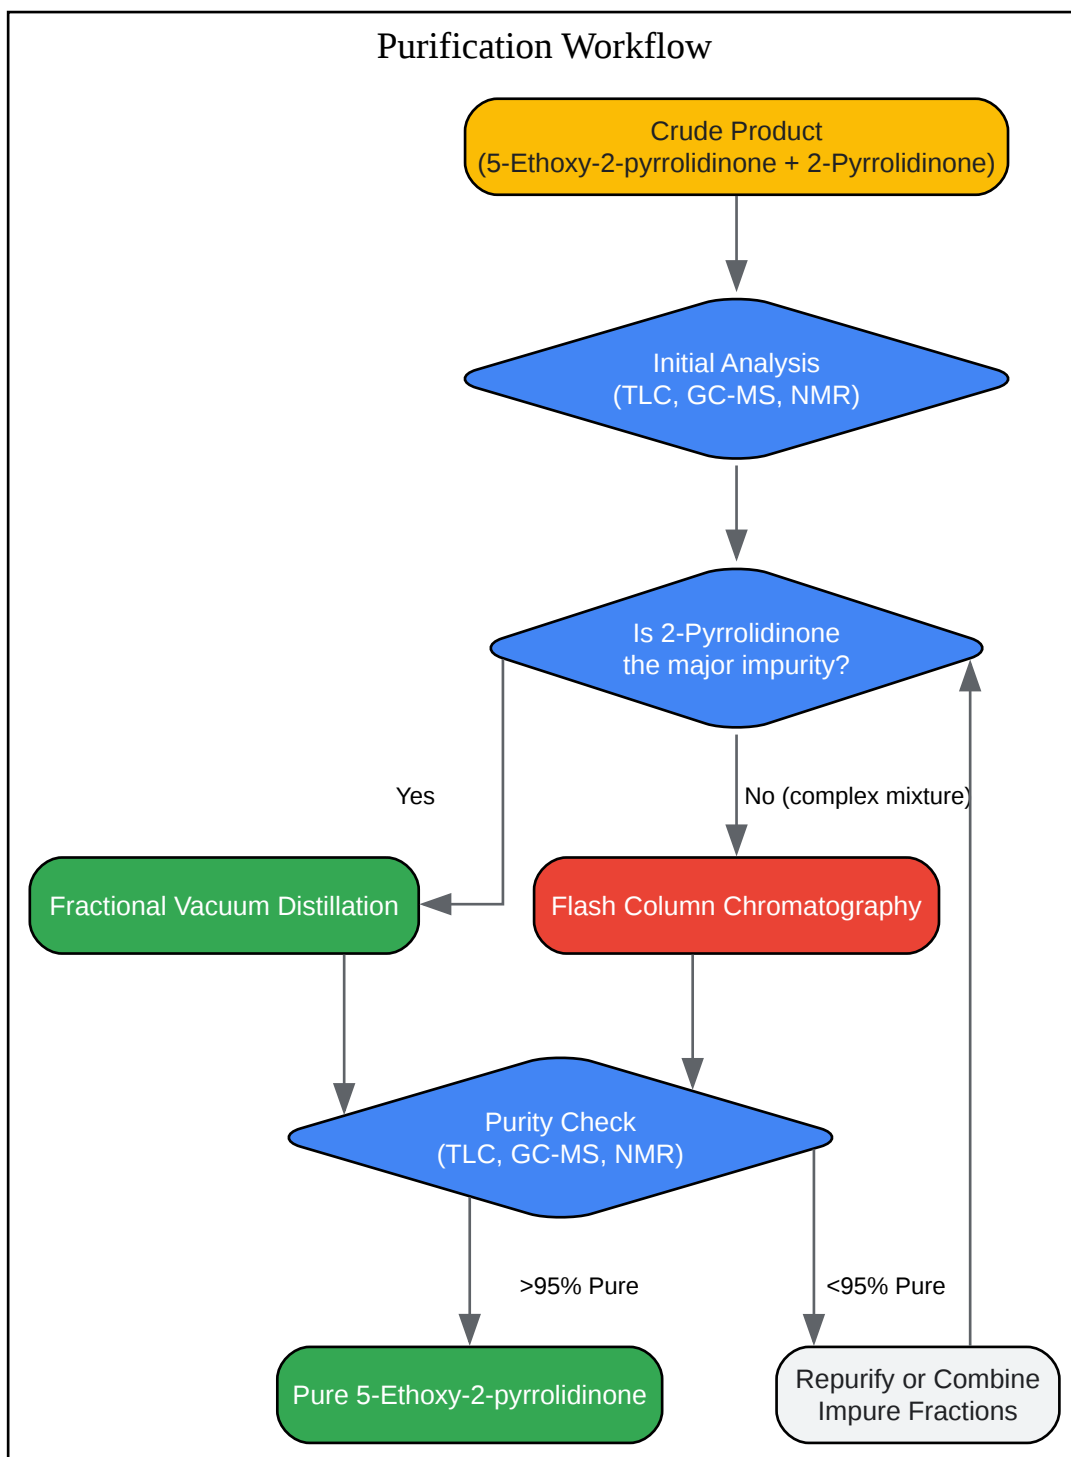 Purification Workflow
Crude Product
(5-Ethoxy-2-pyrrolidinone + 2-Pyrrolidinone)
Initial Analysis
(TLC, GC-MS, NMR)
Is 2-Pyrrolidinone
the major impurity?
Yes
No (complex mixture)
Fractional Vacuum Distillation
Flash Column Chromatography
Purity Check
(TLC, GC-MS, NMR)
>95% Pure
<95% Pure
Pure 5-Ethoxy-2-pyrrolidinone
Repurify or Combine
Impure Fractions